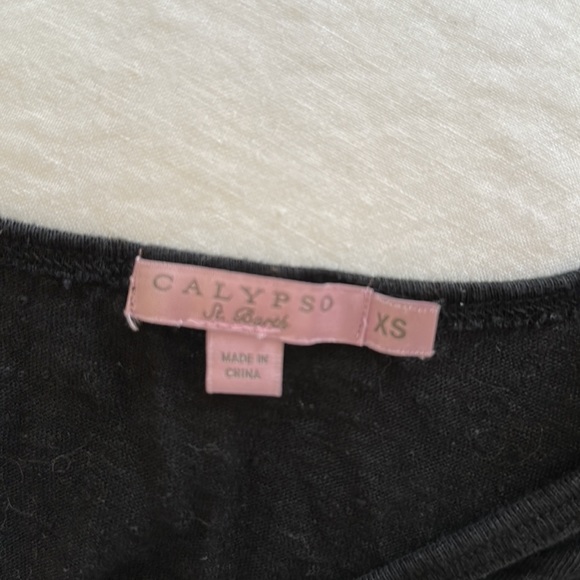 CALYPSO
St. Barth
XS
MADE IN
CHINA